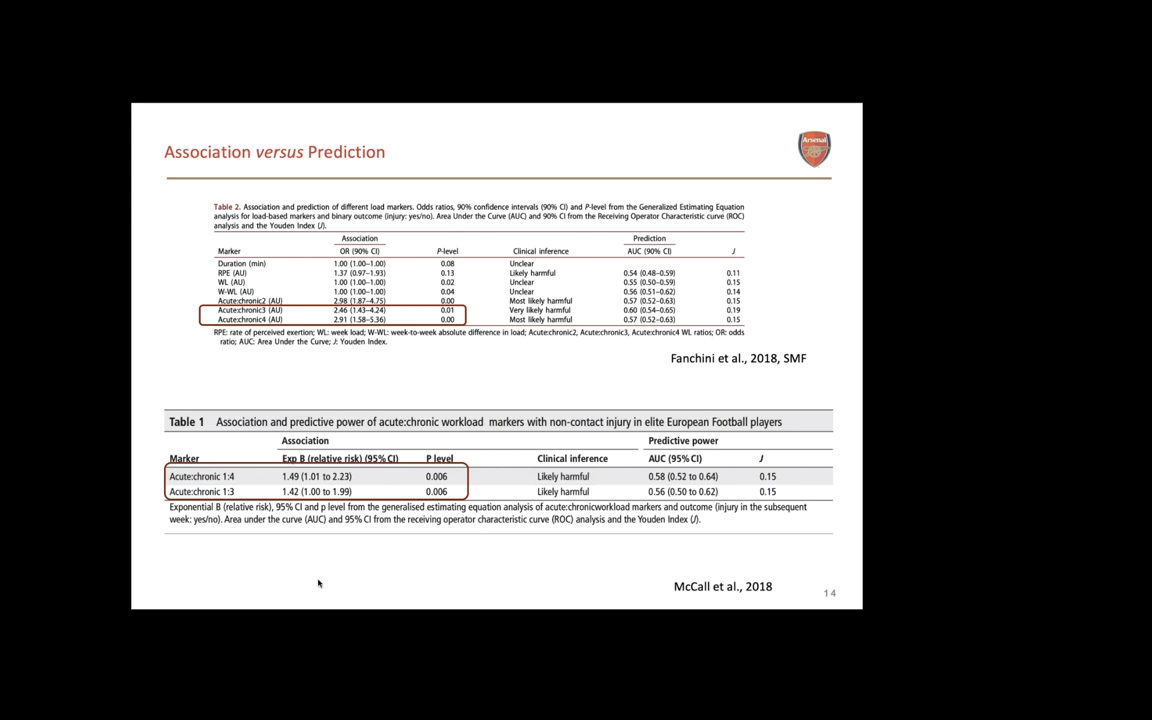 Association versus Prediction
Arsenal
Table 2. Association and prediction of different load markers. Odds ratios, 90% confidence intervals (90% CI) and P-level from the Generalized Estimating Equation
analysis for load-based markers and binary outcome (injury: yes/no). Area Under the Curve (AUC) and 90% CI from the Receiving Operator Characteristic curve (ROC)
analysis and the Youden Index (J).
Association Prediction
Marker OR (90% CI) P-level Clinical inference AUC (90% CI) J
Duration (min) 1.00 (1.00–1.00) 0.08 Unclear
RPE (AU) 1.37 (0.97–1.93) 0.13 Likely harmful 0.54 (0.48–0.59) 0.11
WL (AU) 1.00 (1.00–1.00) 0.02 Unclear 0.55 (0.50–0.59) 0.15
W-WL (AU) 1.00 (1.00–1.00) 0.04 Unclear 0.56 (0.51–0.62) 0.14
Acute:chronic2 (AU) 2.98 (1.87–4.75) 0.00 Most likely harmful 0.57 (0.52–0.63) 0.15
Acute:chronic3 (AU) 2.46 (1.43–4.24) 0.01 Very likely harmful 0.60 (0.54–0.65) 0.19
Acute:chronic4 (AU) 2.91 (1.58–5.36) 0.00 Most likely harmful 0.57 (0.52–0.63) 0.15
RPE: rate of perceived exertion; WL: week load; W-WL: week-to-week absolute difference in load; Acute:chronic2, Acute:chronic3, Acute:chronic4 WL ratios; OR: odds
ratio; AUC: Area Under the Curve; J: Youden Index.
Fanchini et al., 2018, SMF
Table 1 Association and predictive power of acute:chronic workload markers with non-contact injury in elite European Football players
Association Predictive power
Marker Exp B (relative risk) (95% CI) P level Clinical inference AUC (95% CI) J
Acute:chronic 1:4 1.49 (1.01 to 2.23) 0.006 Likely harmful 0.58 (0.52 to 0.64) 0.15
Acute:chronic 1:3 1.42 (1.00 to 1.99) 0.006 Likely harmful 0.56 (0.50 to 0.62) 0.15
Exponential B (relative risk), 95% CI and p level from the generalised estimating equation analysis of acute:chronicworkload markers and outcome (injury in the subsequent
week: yes/no). Area under the curve (AUC) and 95% CI from the receiving operator characteristic curve (ROC) analysis and the Youden Index (J).
McCall et al., 2018
14